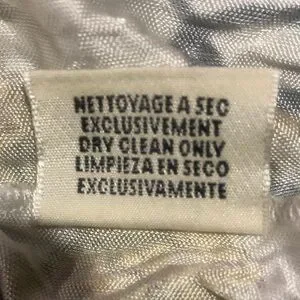 NETTOYAGE A SEC
EXCLUSIVEMENT
DRY CLEAN ONLY
LIMPIEZA EN SECO
EXCLUSIVAMENTE